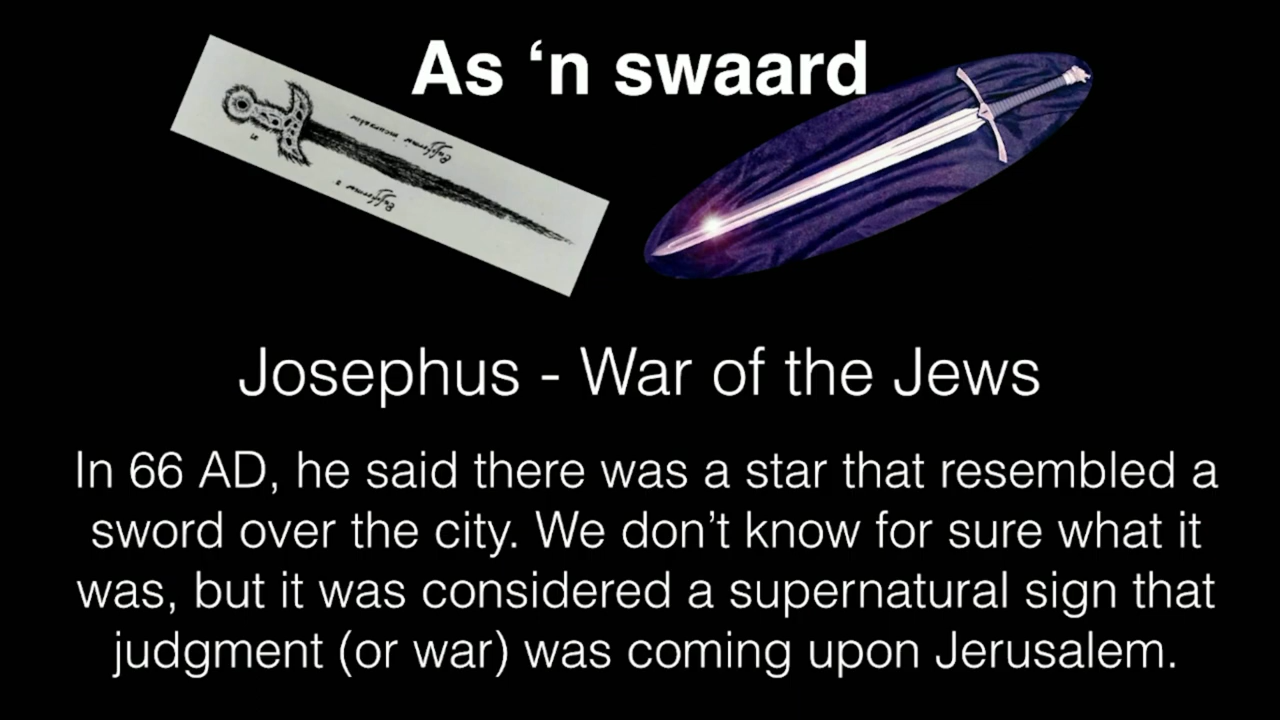 As ‘n swaard
Josephus - War of the Jews
In 66 AD, he said there was a star that resembled a
sword over the city. We don’t know for sure what it
was, but it was considered a supernatural sign that
judgment (or war) was coming upon Jerusalem.